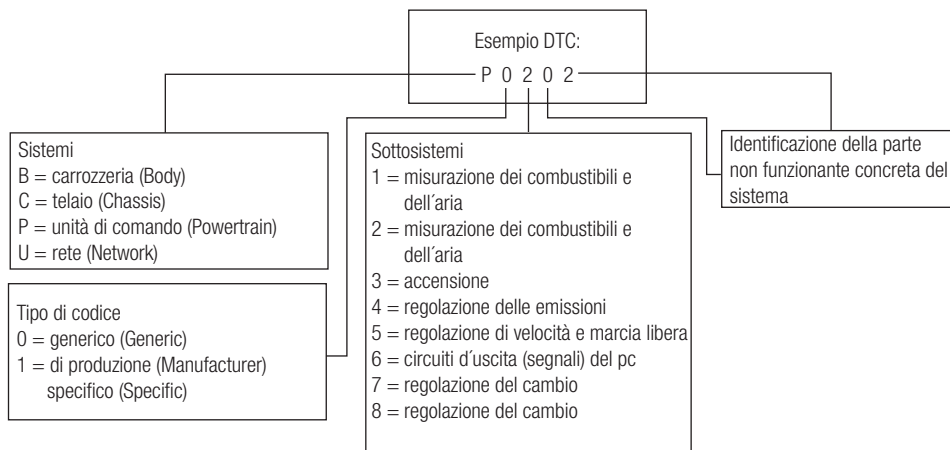 Esempio DTC:
P 0 2 0 2
Sistemi
B = carrozzeria (Body)
C = telaio (Chassis)
P = unità di comando (Powertrain)
U = rete (Network)
Tipo di codice
0 = generico (Generic)
1 = di produzione (Manufacturer)
specifico (Specific)
Sottosistemi
1 = misurazione dei combustibili e
dell´aria
2 = misurazione dei combustibili e
dell´aria
3 = accensione
4 = regolazione delle emissioni
5 = regolazione di velocità e marcia libera
6 = circuiti d´uscita (segnali) del pc
7 = regolazione del cambio
8 = regolazione del cambio
Identificazione della parte
non funzionante concreta del
sistema